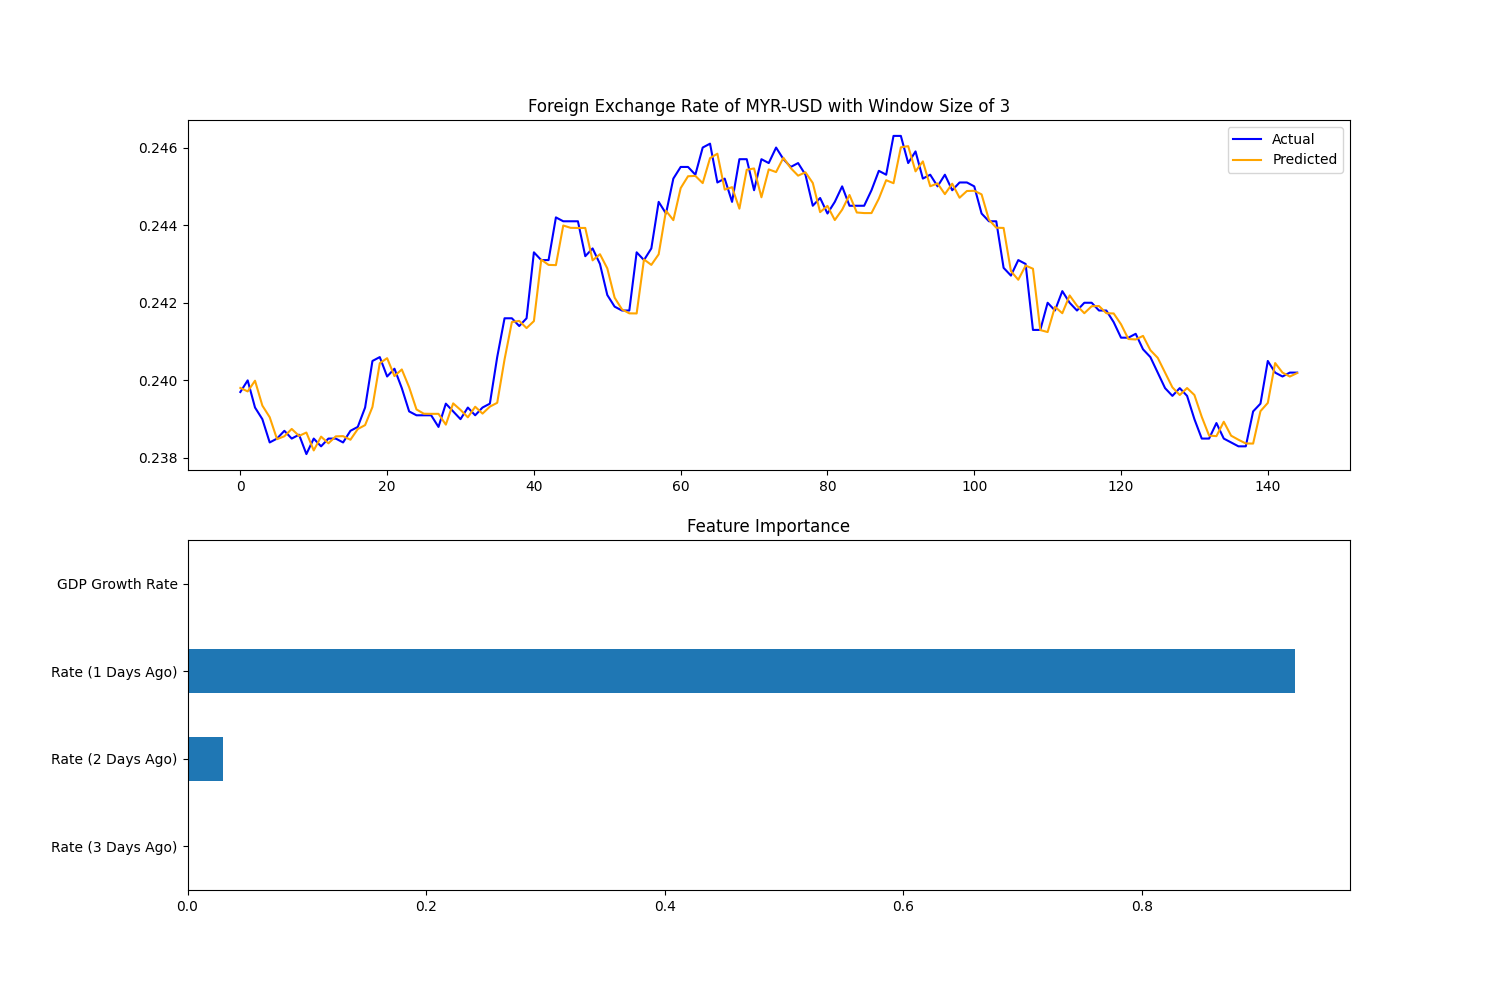 Foreign Exchange Rate of MYR-USD with Window Size of 3
Actual
Predicted
0.246
0.244
0.242
0.240
0.238
0 20 40 60 80 100 120 140
Feature Importance
GDP Growth Rate
Rate (1 Days Ago)
Rate (2 Days Ago)
Rate (3 Days Ago)
0.0 0.2 0.4 0.6 0.8